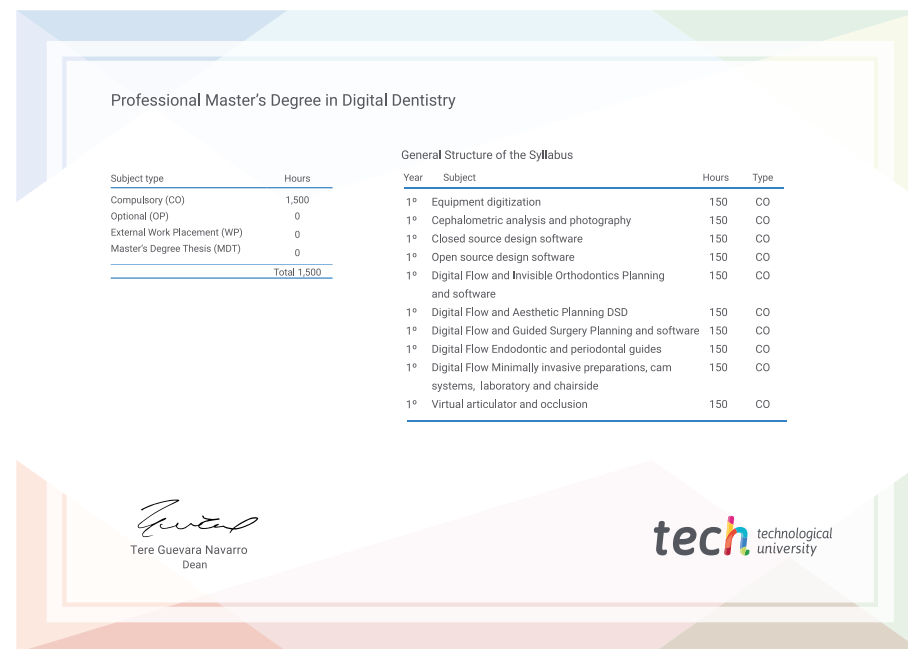 Professional Master's Degree in Digital Dentistry
Subject type Hours
Compulsory (CO) 1,500
Optional (OP) 0
External Work Placement (WP) 0
Master's Degree Thesis (MDT) 0
Total 1,500
General Structure of the Syllabus
Year Subject Hours Type
1º Equipment digitization 150 CO
1º Cephalometric analysis and photography 150 CO
1º Closed source design software 150 CO
1º Open source design software 150 CO
1º Digital Flow and Invisible Orthodontics Planning 150 CO
and software
1º Digital Flow and Aesthetic Planning DSD 150 CO
1º Digital Flow and Guided Surgery Planning and software 150 CO
1º Digital Flow Endodontic and periodontal guides 150 CO
1º Digital Flow Minimally invasive preparations, cam 150 CO
systems, laboratory and chairside
1º Virtual articulator and occlusion 150 CO
Tere Guevara Navarro
Dean
tech technological
university